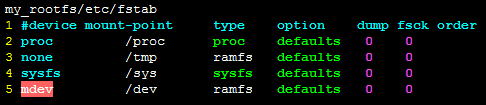 my_rootfs/etc/fstab
1 #device mount-point type option dump fsck order
2 proc /proc proc defaults 0 0
3 none /tmp ramfs defaults 0 0
4 sysfs /sys sysfs defaults 0 0
5 mdev /dev ramfs defaults 0 0